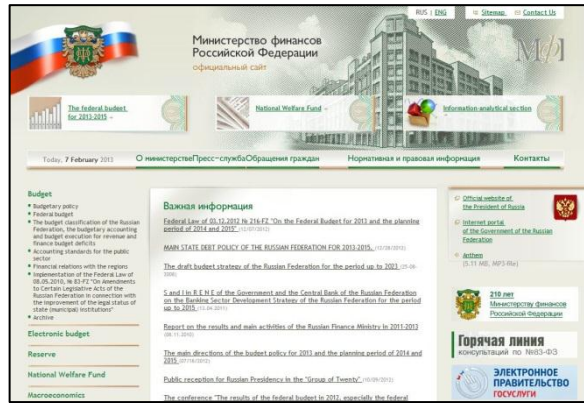 RUS | ENG
Sitemap
Contact Us
Министерство финансов
Российской Федерации
официальный сайт
The federal budget
for 2013-2015
National Welfare Fund
Information-analytical section
Today, 7 February 2013
О министерстве
Пресс-служба
Обращения граждан
Нормативная и правовая информация
Контакты
Budget
Budgetary policy
Federal budget
The budget classification of the Russian
Federation, the budgetary accounting
and budget execution for revenue and
finance budget deficits
Accounting standards for the public
sector
Financial relations with the regions
Implementation of the Federal Law of
08.05.2010, № 83-FZ "On Amendments
to Certain Legislative Acts of the
Russian Federation in connection with
the improvement of the legal status of
state (municipal) institutions"
Archive
Electronic budget
Reserve
National Welfare Fund
Macroeconomics
Важная информация
Federal Law of 03.12.2012 № 216-FZ "On the Federal Budget for 2013 and the planning
period of 2014 and 2015" (12/07/2012)
MAIN STATE DEBT POLICY OF THE RUSSIAN FEDERATION FOR 2013-2015.
The draft budget strategy of the Russian Federation for the period up to 2023
S and I in R E N E of the Government and the Central Bank of the Russian Federation
on the Banking Sector Development Strategy of the Russian Federation for the period
up to 2015
Report on the results and main activities of the Russian Finance Ministry in 2011-2013
The main directions of the budget policy for 2013 and the planning period of 2014 and
2015
Public reception for Russian Presidency in the "Group of Twenty"
The conference "The results of the federal budget in 2012, especially the federal
Official website of
the President of Russia
Internet portal
of the Government of the Russian
Federation
Anthem
[5.11 MB, MP3-file]
210 лет
Министерству финансов
Российской Федерации
Горячая линия
консультаций по №83-ФЗ
ЭЛЕКТРОННОЕ
ПРАВИТЕЛЬСТВО
ГОСУСЛУГИ